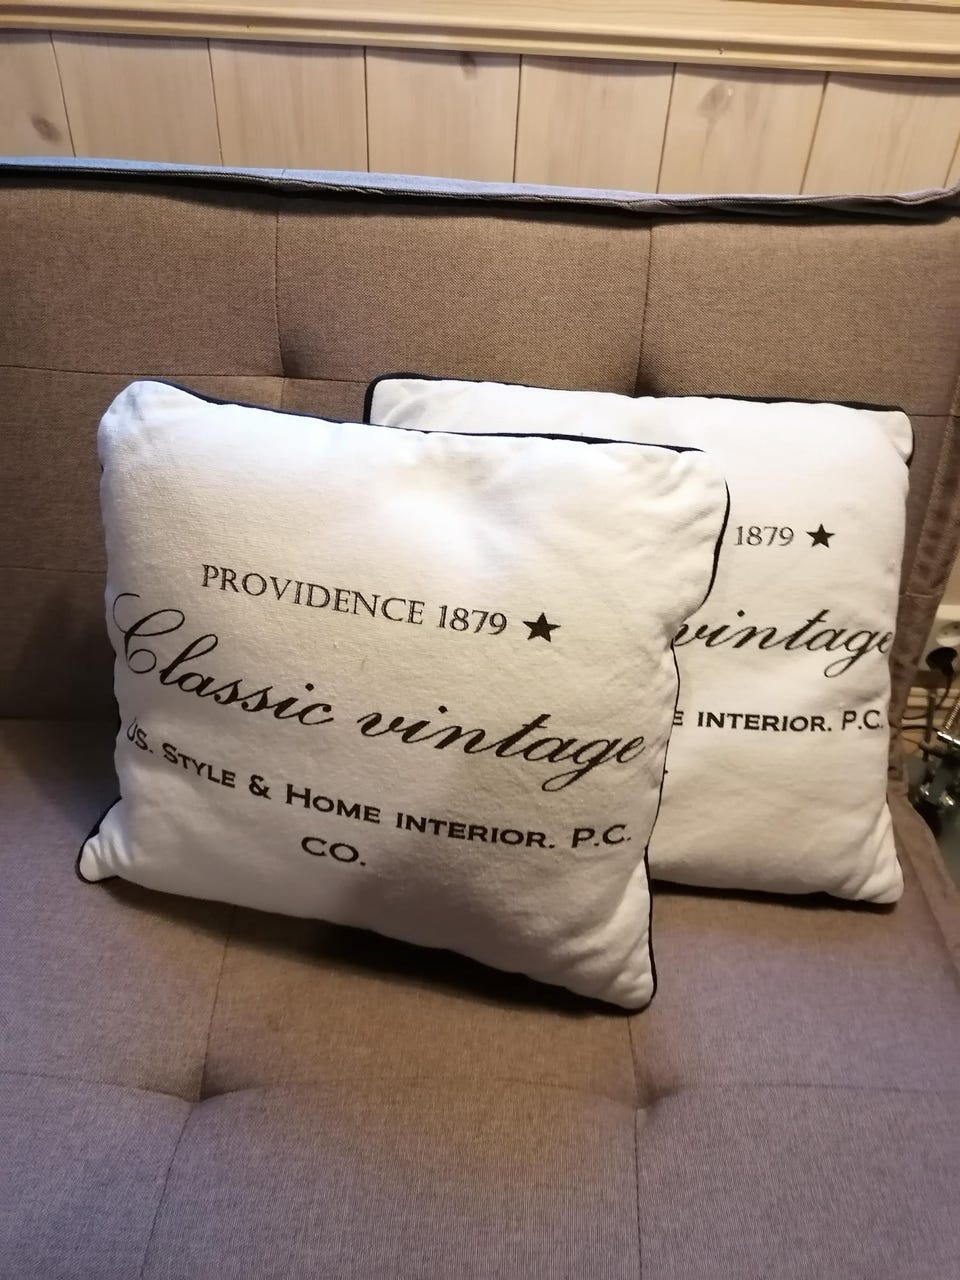 PROVIDENCE 1879 ★
Classic vintage
US. STYLE & HOME INTERIOR. P.C.
CO.
1879 ★
vintage
E INTERIOR. P.C.